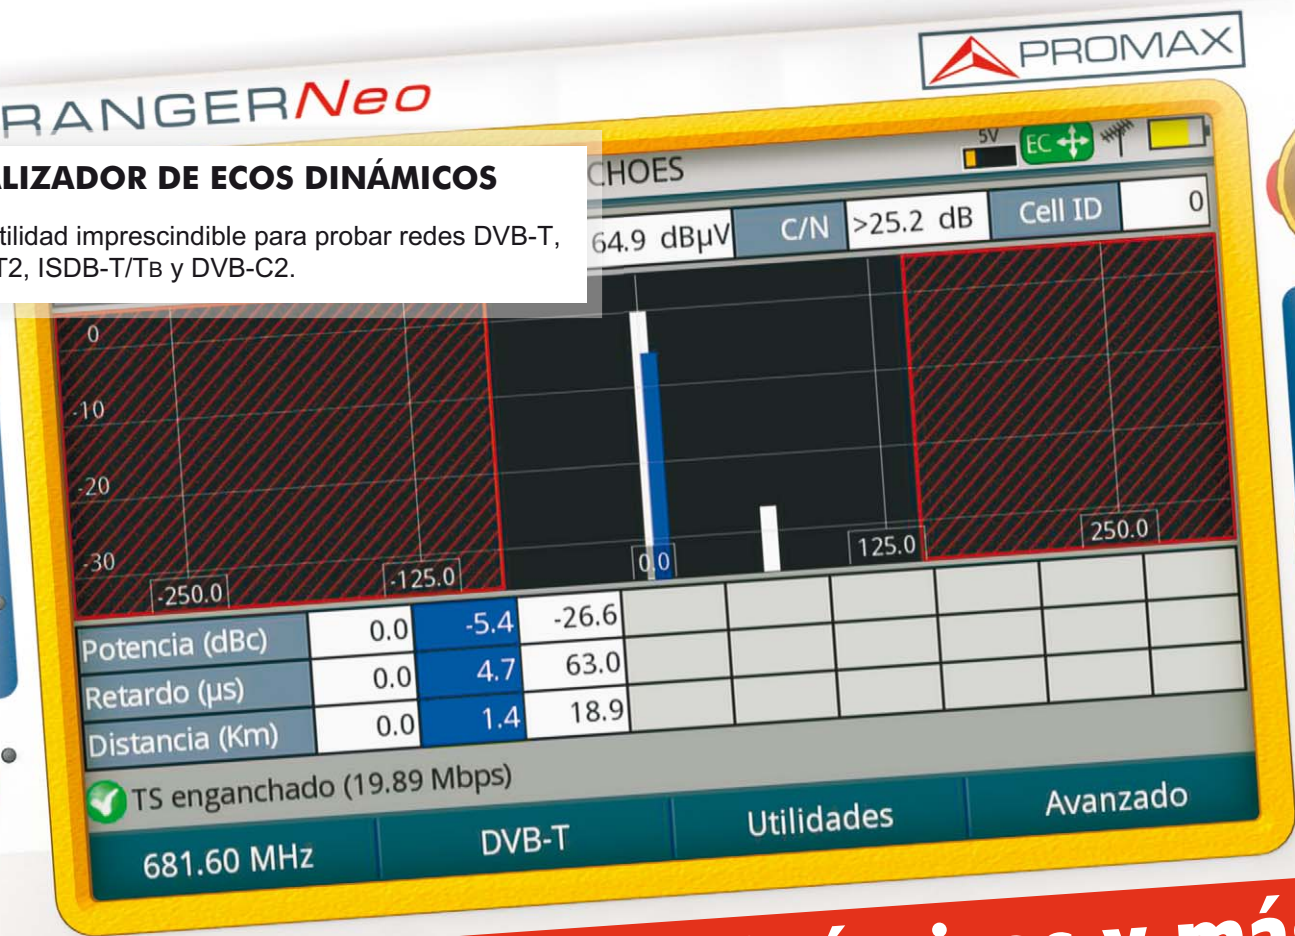 RANGERNeo
PROMAX
DE ECOS DINÁMICOS
imprescindible para probar redes DVB-T,
T2, ISDB-T/TB y DVB-C2.
5V
EC
64.9 dBµV C/N >25.2 dB Cell ID 0
0
-10
-20
-30
-250.0 -125.0 0.0 125.0 250.0
Potencia (dBc) 0.0 -5.4 -26.6
Retardo (µs) 0.0 4.7 63.0
Distancia (Km) 0.0 1.4 18.9
TS enganchado (19.89 Mbps)
681.60 MHz DVB-T Utilidades Avanzado
y